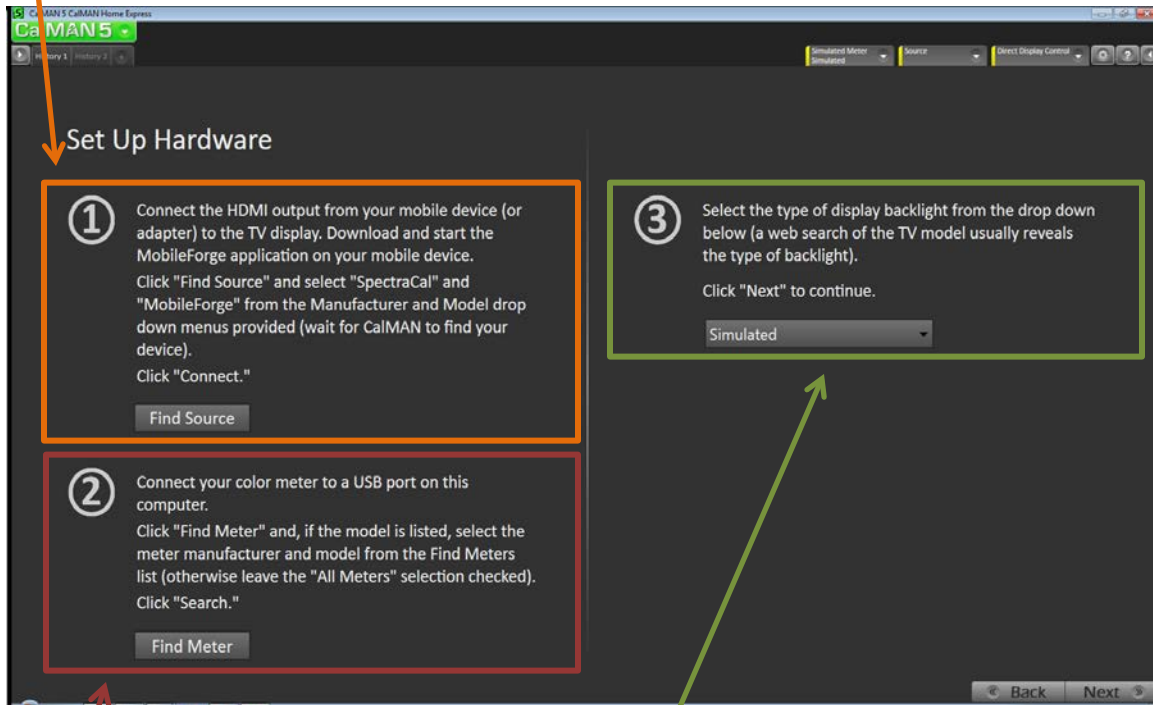 CalMAN 5 CalMAN Home Express
CalMAN 5
History 1 History 2
Simulated Meter
Simulated
Source
Direct Display Control
?
Set Up Hardware
1
Connect the HDMI output from your mobile device (or
adapter) to the TV display. Download and start the
MobileForge application on your mobile device.
Click "Find Source" and select "SpectraCal" and
"MobileForge" from the Manufacturer and Model drop
down menus provided (wait for CalMAN to find your
device).
Click "Connect."
Find Source
2
Connect your color meter to a USB port on this
computer.
Click "Find Meter" and, if the model is listed, select the
meter manufacturer and model from the Find Meters
list (otherwise leave the "All Meters" selection checked).
Click "Search."
Find Meter
3
Select the type of display backlight from the drop down
below (a web search of the TV model usually reveals
the type of backlight).
Click "Next" to continue.
Simulated
Back Next